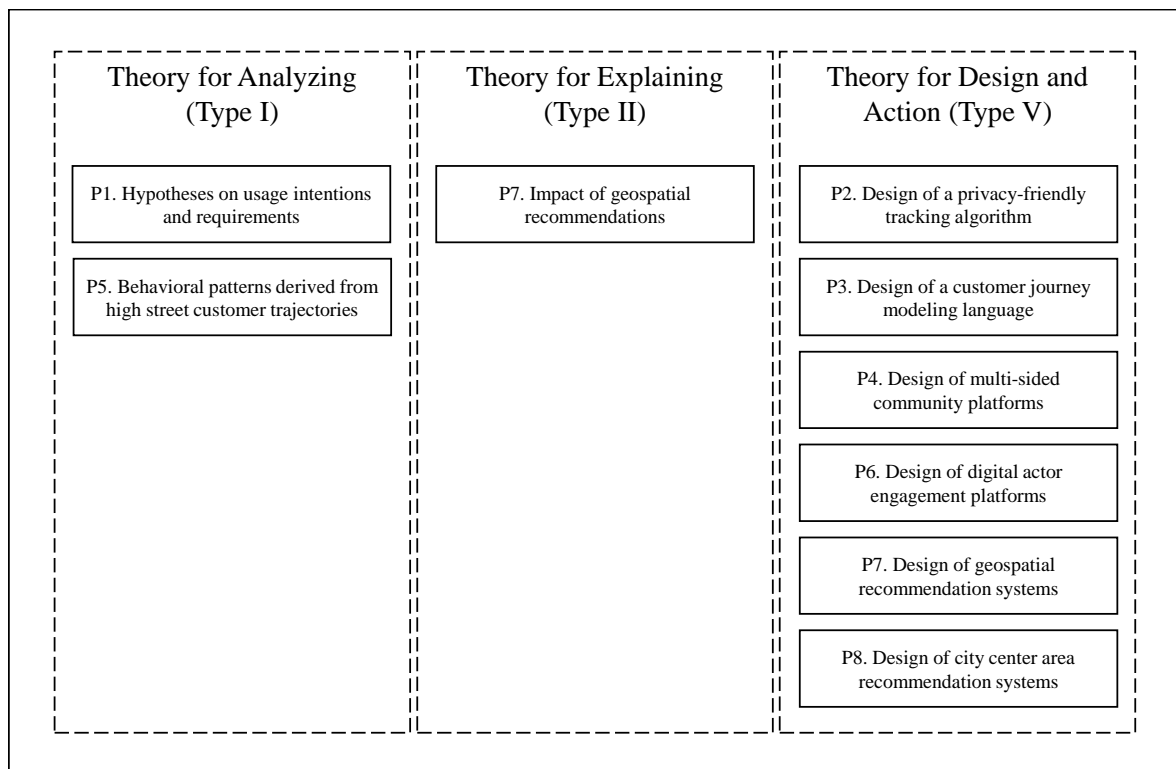 Theory for Analyzing
(Type I)
P1. Hypotheses on usage intentions
and requirements
P5. Behavioral patterns derived from
high street customer trajectories
Theory for Explaining
(Type II)
P7. Impact of geospatial
recommendations
Theory for Design and
Action (Type V)
P2. Design of a privacy-friendly
tracking algorithm
P3. Design of a customer journey
modeling language
P4. Design of multi-sided
community platforms
P6. Design of digital actor
engagement platforms
P7. Design of geospatial
recommendation systems
P8. Design of city center area
recommendation systems